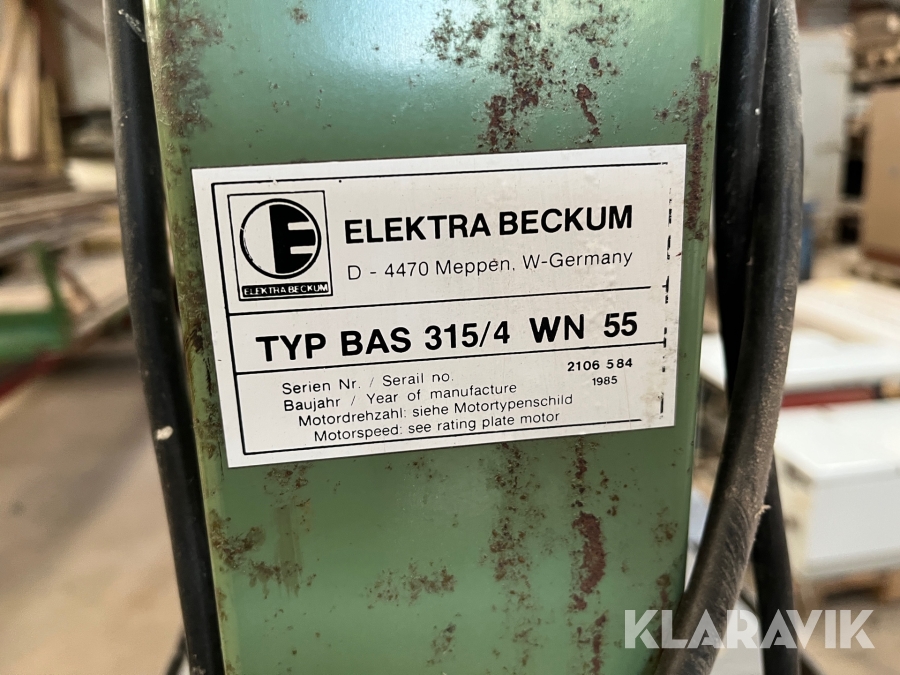 E
ELEKTRA BECKUM
ELEKTRA BECKUM
D - 4470 Meppen, W-Germany
TYP BAS 315/4 WN 55
Serien Nr. / Serail no. 2106 584
Baujahr / Year of manufacture 1985
Motordrehzahl: siehe Motortypenschild
Motorspeed: see rating plate motor
KLARAVIK